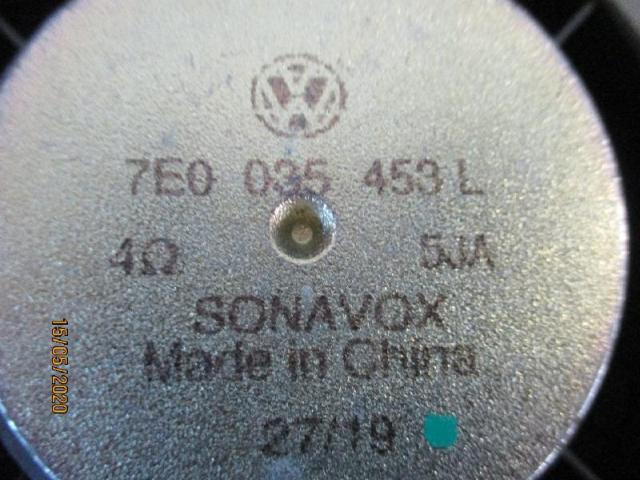 7E0 035 453 L
4Ω 5JA
SONAVOX
Made in China
27/19
15/05/2020